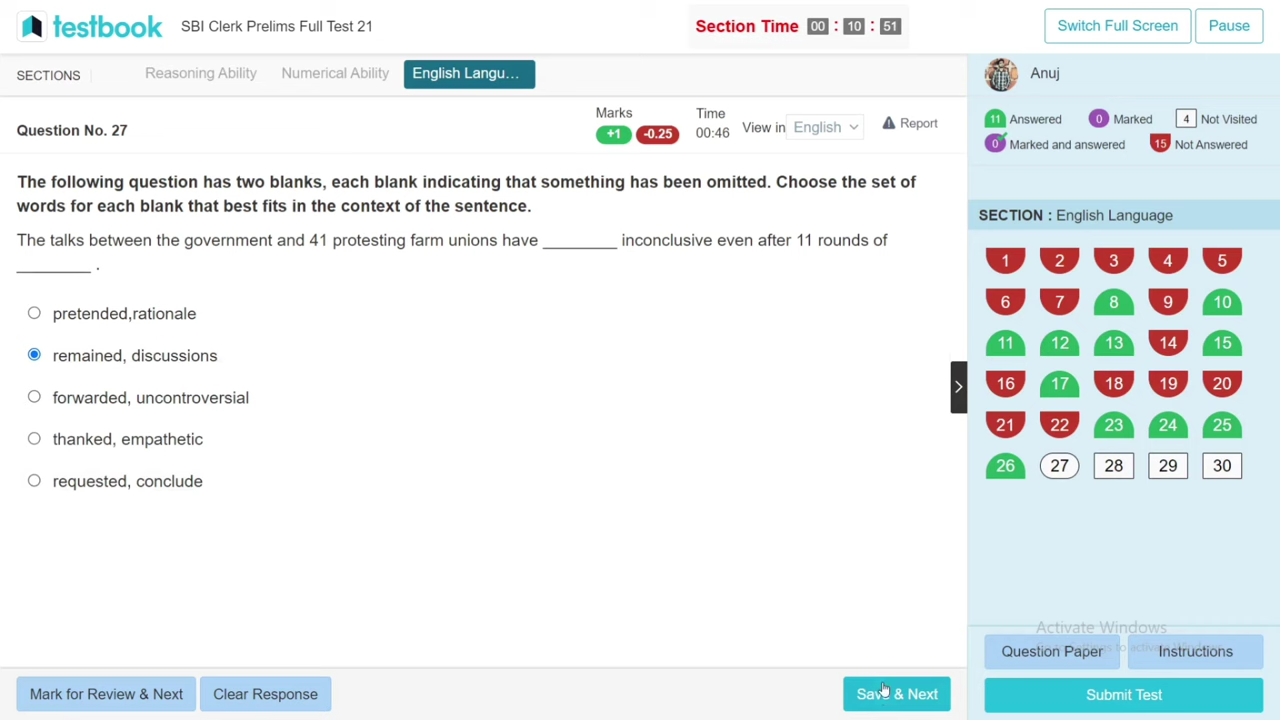 testbook
SBI Clerk Prelims Full Test 21
Section Time 00 : 10 : 51
Switch Full Screen
Pause
SECTIONS
Reasoning Ability
Numerical Ability
English Langu...
Anuj
Question No. 27
Marks
+1 -0.25
Time
00:46
View in English
Report
11 Answered
0 Marked
4 Not Visited
0 Marked and answered
15 Not Answered
The following question has two blanks, each blank indicating that something has been omitted. Choose the set of
words for each blank that best fits in the context of the sentence.
The talks between the government and 41 protesting farm unions have ________ inconclusive even after 11 rounds of
________ .
pretended,rationale
remained, discussions
forwarded, uncontroversial
thanked, empathetic
requested, conclude
SECTION : English Language
1 2 3 4 5
6 7 8 9 10
11 12 13 14 15
16 17 18 19 20
21 22 23 24 25
26 27 28 29 30
Activate Windows
Question Paper
Instructions
Mark for Review & Next
Clear Response
Save & Next
Submit Test